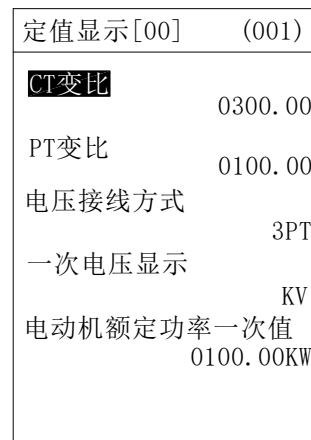 定值显示[00] (001)
CT变比
0300.00
PT变比
0100.00
电压接线方式
3PT
一次电压显示
KV
电动机额定功率一次值
0100.00KW